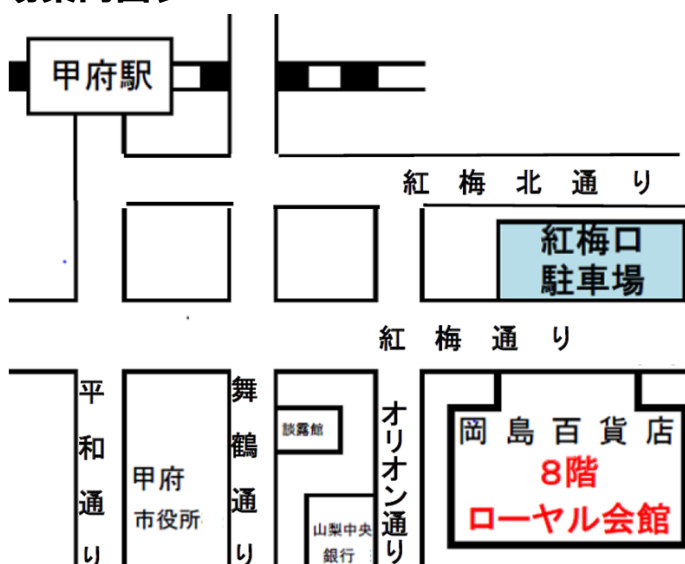 甲府駅
紅梅北通り
紅梅口
駐車場
紅梅通り
平和通り
舞鶴通り
オリオン通り
談露館
甲府
市役所
山梨中央
銀行
岡島百貨店
8階
ローヤル会館